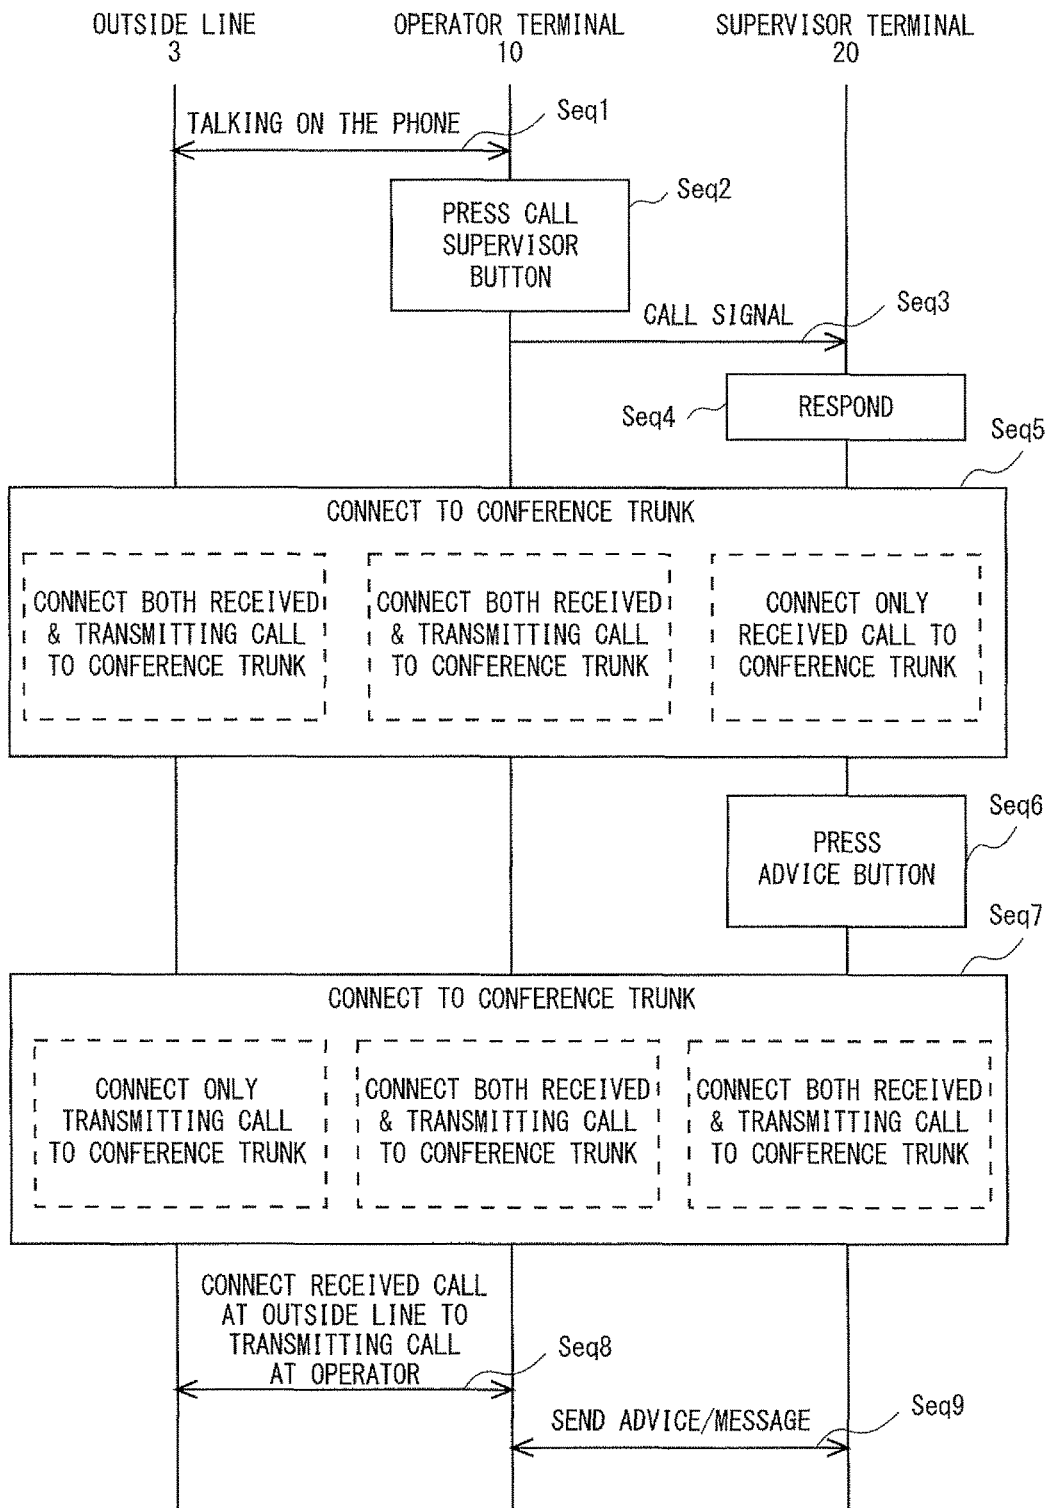 OUTSIDE LINE
3
OPERATOR TERMINAL
10
SUPERVISOR TERMINAL
20
TALKING ON THE PHONE
Seq1
PRESS CALL
SUPERVISOR
BUTTON
Seq2
CALL SIGNAL
Seq3
RESPOND
Seq4
Seq5
CONNECT TO CONFERENCE TRUNK
CONNECT BOTH RECEIVED
& TRANSMITTING CALL
TO CONFERENCE TRUNK
CONNECT BOTH RECEIVED
& TRANSMITTING CALL
TO CONFERENCE TRUNK
CONNECT ONLY
RECEIVED CALL TO
CONFERENCE TRUNK
PRESS
ADVICE BUTTON
Seq6
Seq7
CONNECT TO CONFERENCE TRUNK
CONNECT ONLY
TRANSMITTING CALL
TO CONFERENCE TRUNK
CONNECT BOTH RECEIVED
& TRANSMITTING CALL
TO CONFERENCE TRUNK
CONNECT BOTH RECEIVED
& TRANSMITTING CALL
TO CONFERENCE TRUNK
CONNECT RECEIVED CALL
AT OUTSIDE LINE TO
TRANSMITTING CALL
AT OPERATOR
Seq8
SEND ADVICE/MESSAGE
Seq9